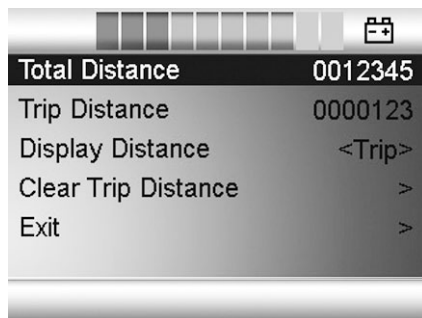 Total Distance 0012345
Trip Distance 0000123
Display Distance <Trip>
Clear Trip Distance >
Exit >